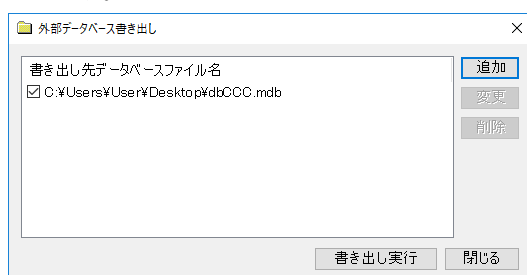 外部データベース書き出し
書き出し先データベースファイル名
C:¥Users¥User¥Desktop¥dbCCC.mdb
追加
変更
削除
書き出し実行
閉じる